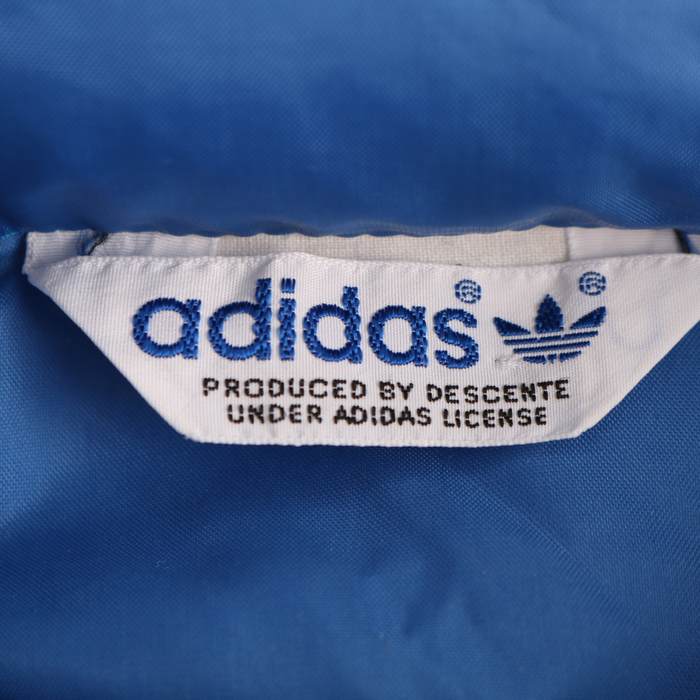 adidas® ®
PRODUCED BY DESCENTE
UNDER ADIDAS LICENSE